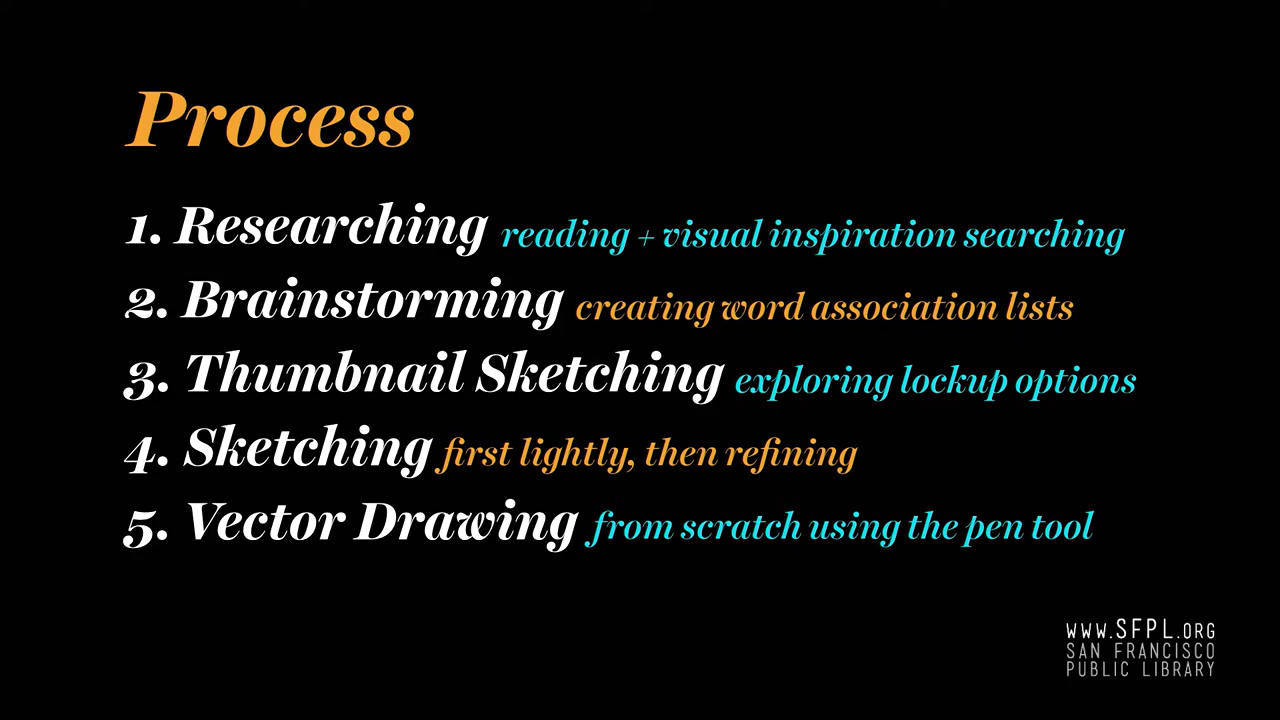 Process
1. Researching reading + visual inspiration searching
2. Brainstorming creating word association lists
3. Thumbnail Sketching exploring lockup options
4. Sketching first lightly, then refining
5. Vector Drawing from scratch using the pen tool
WWW.SFPL.ORG
SAN FRANCISCO
PUBLIC LIBRARY